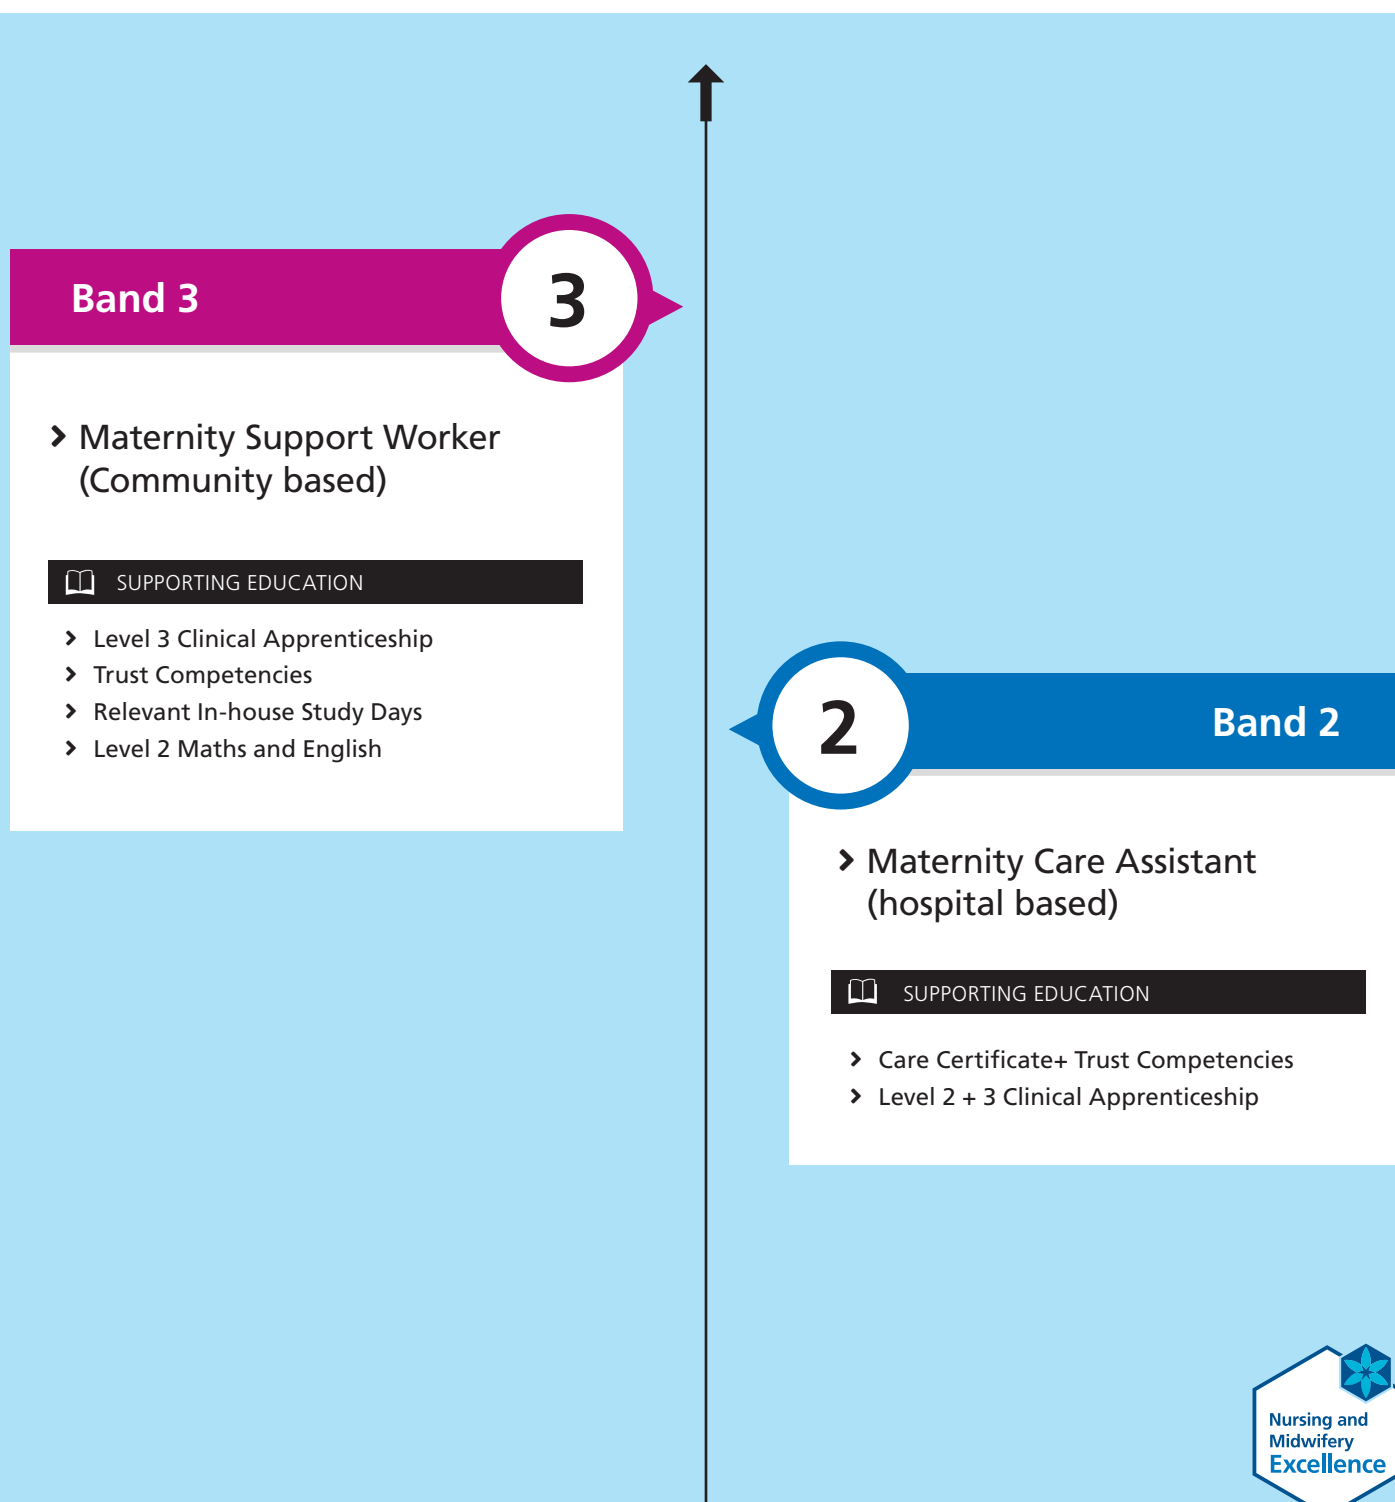 Band 3
3
Maternity Support Worker
(Community based)
SUPPORTING EDUCATION
Level 3 Clinical Apprenticeship
Trust Competencies
Relevant In-house Study Days
Level 2 Maths and English
2
Band 2
Maternity Care Assistant
(hospital based)
SUPPORTING EDUCATION
Care Certificate+ Trust Competencies
Level 2 + 3 Clinical Apprenticeship
Nursing and
Midwifery
Excellence